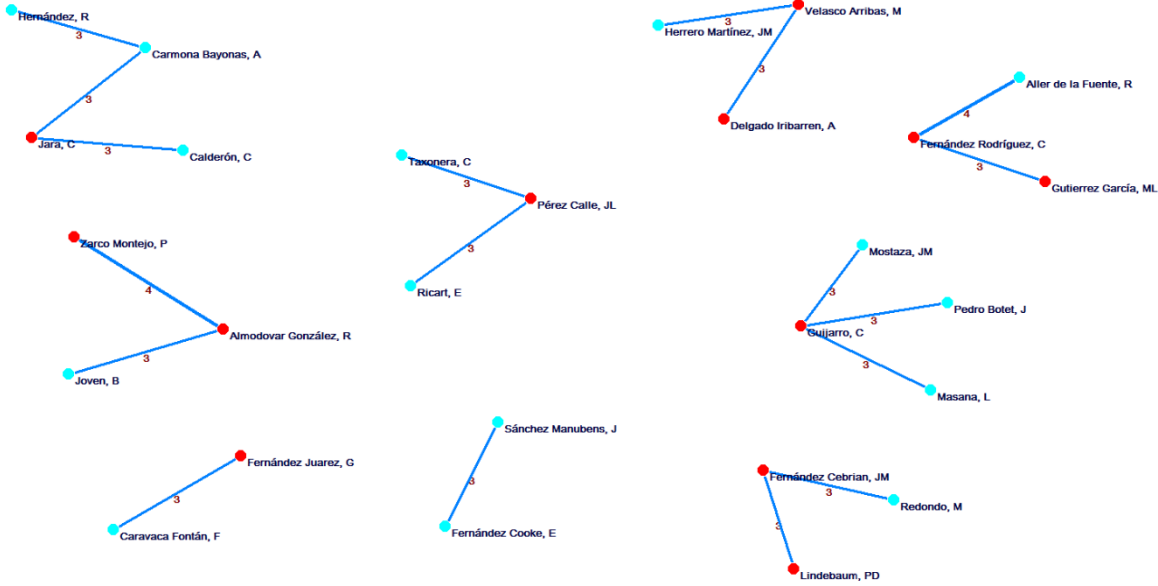 Hernández, R
3
Carmona Bayonas, A
3
Jara, C
3
Calderón, C
Velasco Arribas, M
3
Herrero Martínez, JM
3
Delgado Iribarren, A
Aller de la Fuente, R
4
Fernández Rodríguez, C
3
Gutierrez García, ML
Taxonera, C
3
Pérez Calle, JL
3
Ricart, E
Zarco Montejo, P
4
Almodovar González, R
3
Joven, B
Mostaza, JM
3
Pedro Botet, J
3
Guijarro, C
3
Masana, L
Fernández Juarez, G
3
Caravaca Fontán, F
Sánchez Manubens, J
3
Fernández Cooke, E
Fernández Cebrian, JM
3
Redondo, M
3
Lindebaum, PD